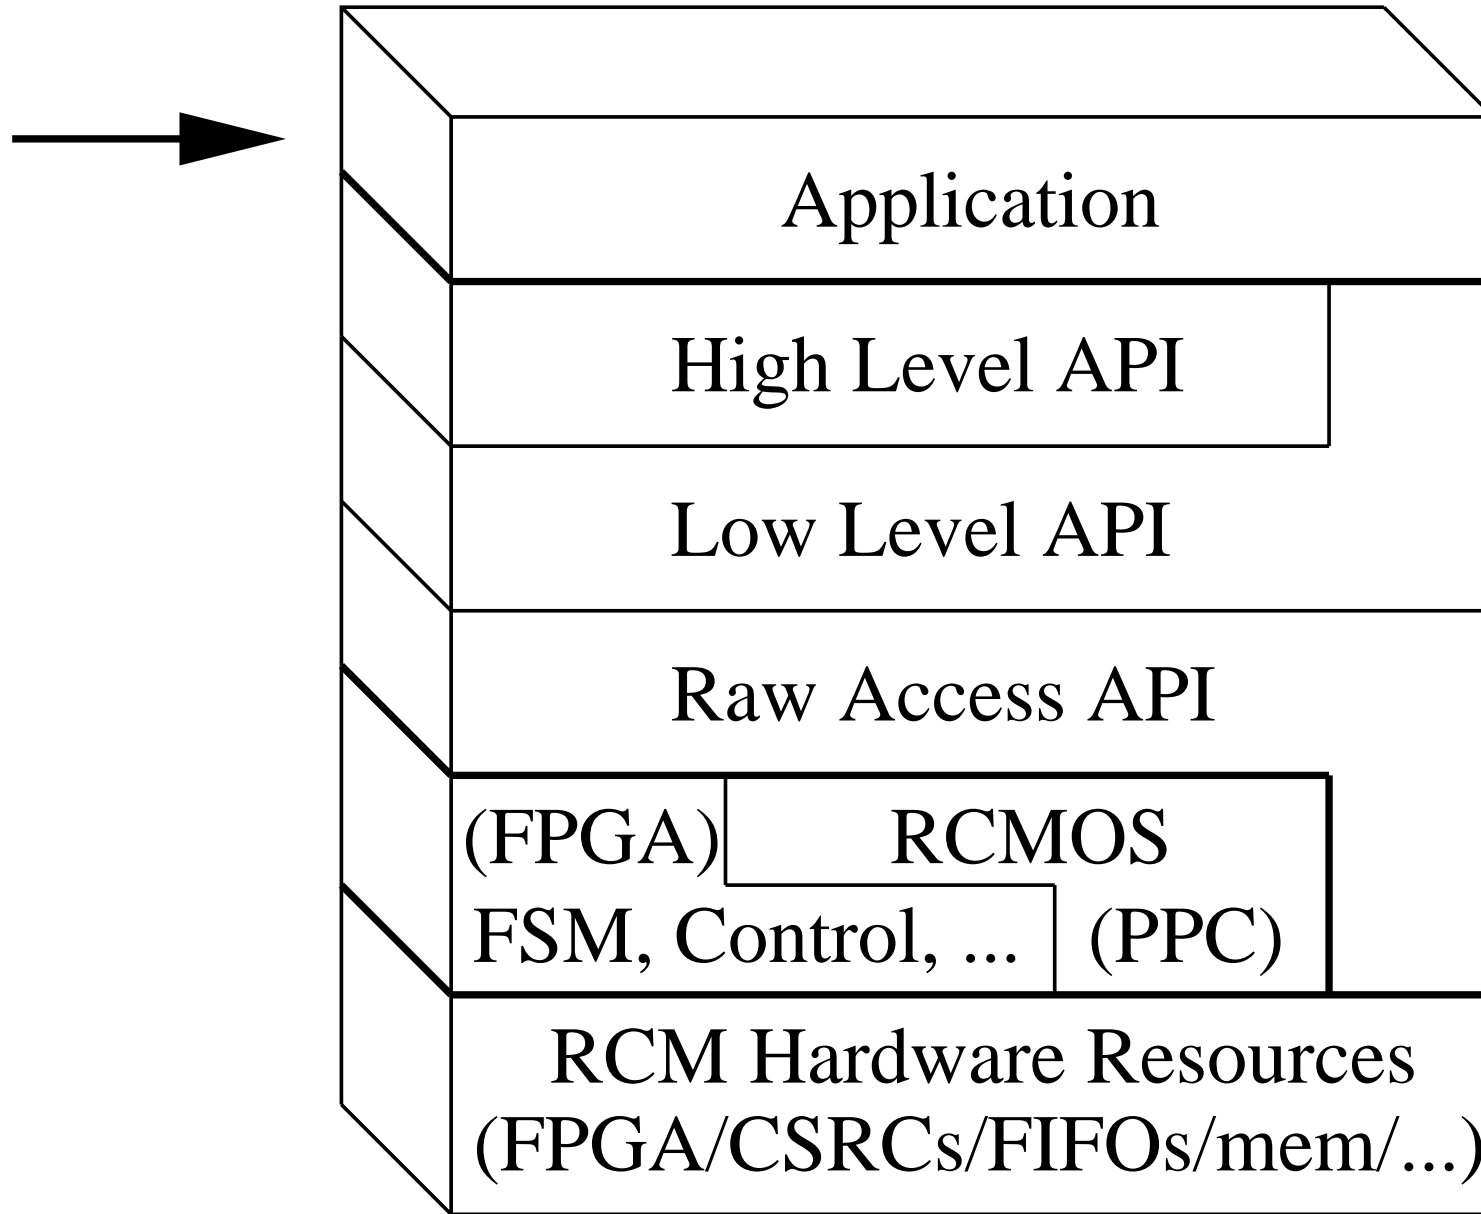 Application
High Level API
Low Level API
Raw Access API
(FPGA) RCMOS
FSM, Control, ... (PPC)
RCM Hardware Resources
(FPGA/CSRCs/FIFOs/mem/...)